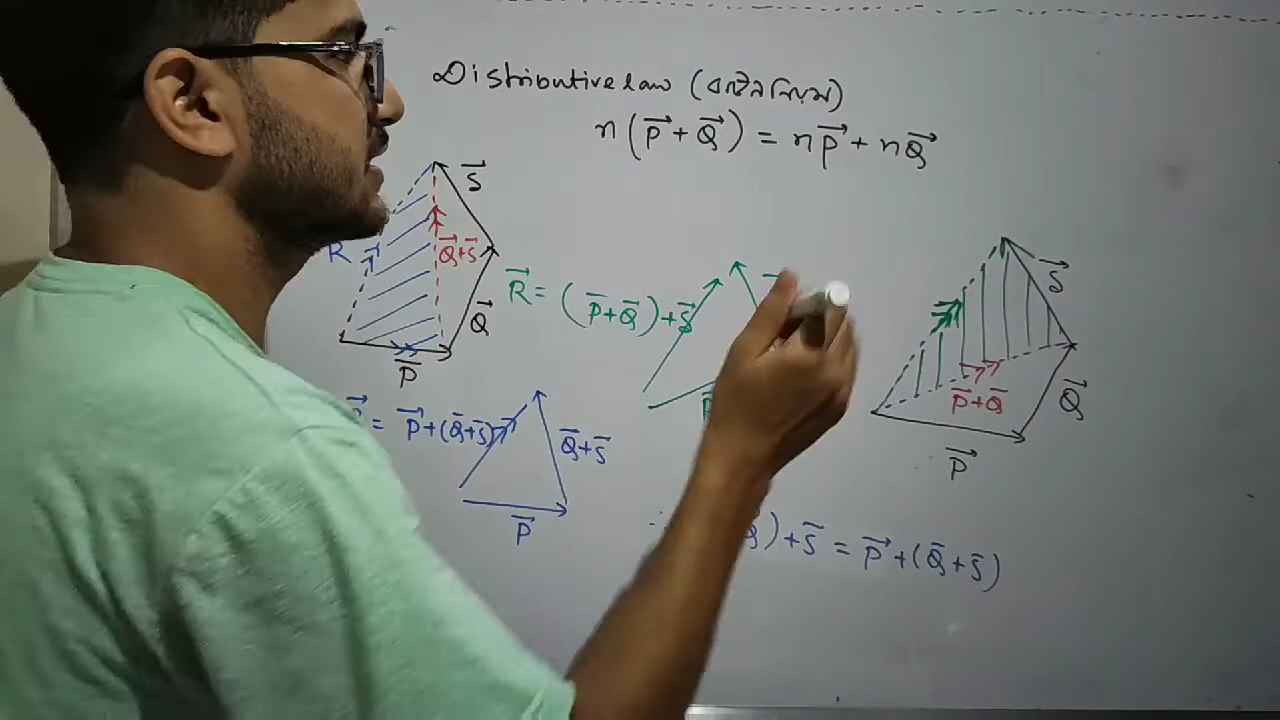 Distributive law (বণ্টন নিয়ম)
n(P⃗ + Q⃗) = nP⃗ + nQ⃗
S⃗
R
Q⃗+S⃗
Q⃗
P⃗
R⃗ = (P̄+Q̄)+S̄
S⃗
P⃗+Q⃗
Q⃗
P⃗
= P⃗+(Q̄+S̄)
Q̄+S̄
P⃗
)+S̄ = P⃗+(Q̄+S̄)